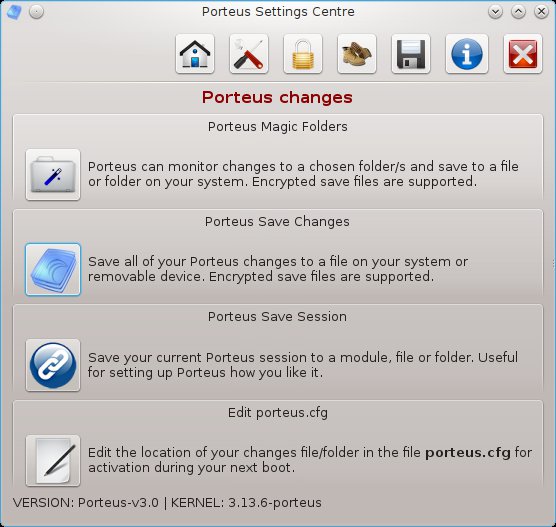 Porteus Settings Centre
Porteus changes
Porteus Magic Folders
Porteus can monitor changes to a chosen folder/s and save to a file
or folder on your system. Encrypted save files are supported.
Porteus Save Changes
Save all of your Porteus changes to a file on your system or
removable device. Encrypted save files are supported.
Porteus Save Session
Save your current Porteus session to a module, file or folder. Useful
for setting up Porteus how you like it.
Edit porteus.cfg
Edit the location of your changes file/folder in the file porteus.cfg for
activation during your next boot.
VERSION: Porteus-v3.0 | KERNEL: 3.13.6-porteus